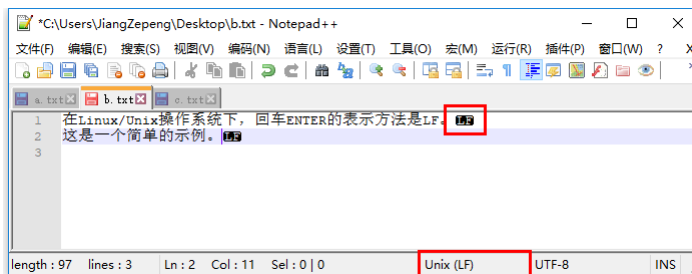 *C:\Users\JiangZepeng\Desktop\b.txt - Notepad++
文件(F) 编辑(E) 搜索(S) 视图(V) 编码(N) 语言(L) 设置(T) 工具(O) 宏(M) 运行(R) 插件(P) 窗口(W) ? X
a. txt b. txt c. txt
1 在Linux/Unix操作系统下，回车ENTER的表示方法是LF。LF
2 这是一个简单的示例。LF
3
length : 97 lines : 3 Ln : 2 Col : 11 Sel : 0 | 0 Unix (LF) UTF-8 INS